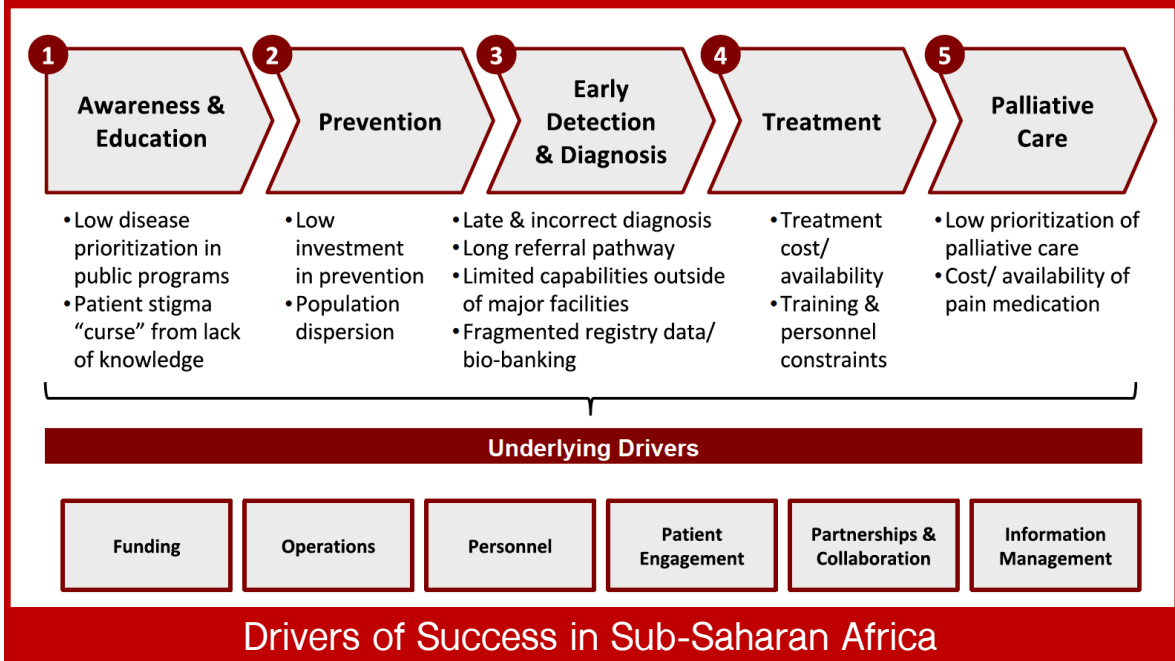 1
Awareness &
Education
2
Prevention
3
Early
Detection
& Diagnosis
4
Treatment
5
Palliative
Care
• Low disease
prioritization in
public programs
• Patient stigma
“curse” from lack
of knowledge
• Low
investment
in prevention
• Population
dispersion
• Late & incorrect diagnosis
• Long referral pathway
• Limited capabilities outside
of major facilities
• Fragmented registry data/
bio-banking
• Treatment
cost/
availability
• Training &
personnel
constraints
• Low prioritization of
palliative care
• Cost/ availability of
pain medication
Underlying Drivers
Funding
Operations
Personnel
Patient
Engagement
Partnerships &
Collaboration
Information
Management
Drivers of Success in Sub-Saharan Africa